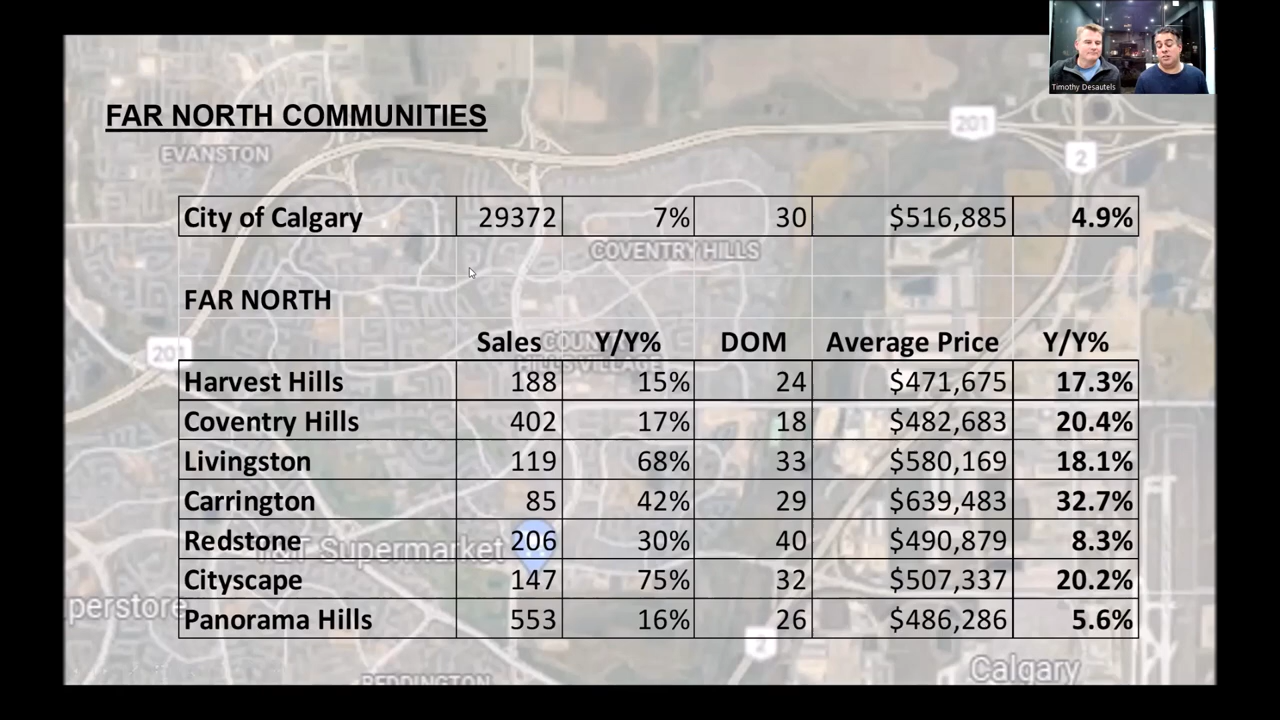 Timothy Desautels
FAR NORTH COMMUNITIES
201
EVANSTON
2
City of Calgary 29372 7% 30 $516,885 4.9%
COVENTRY HILLS
FAR NORTH
Sales Y/Y% DOM Average Price Y/Y%
201
Harvest Hills 188 15% 24 $471,675 17.3%
Coventry Hills 402 17% 18 $482,683 20.4%
Livingston 119 68% 33 $580,169 18.1%
Carrington 85 42% 29 $639,483 32.7%
Redstone 206 30% 40 $490,879 8.3%
Supermarket
Cityscape 147 75% 32 $507,337 20.2%
perstore
Panorama Hills 553 16% 26 $486,286 5.6%
2
Calgary